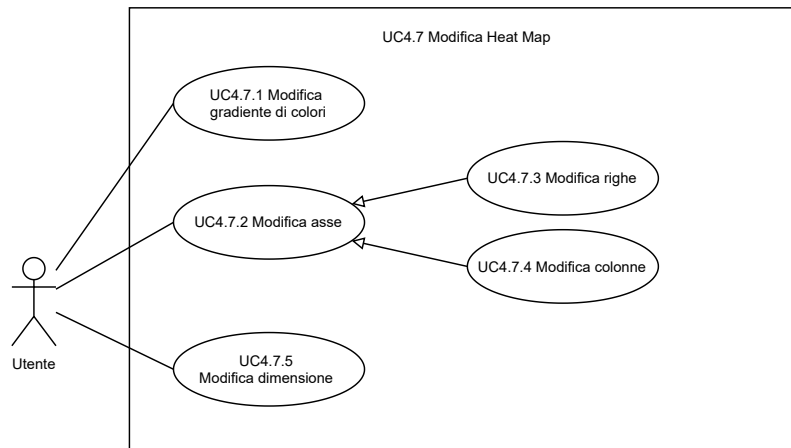 UC4.7 Modifica Heat Map
UC4.7.1 Modifica
gradiente di colori
UC4.7.3 Modifica righe
UC4.7.2 Modifica asse
UC4.7.4 Modifica colonne
Utente
UC4.7.5
Modifica dimensione